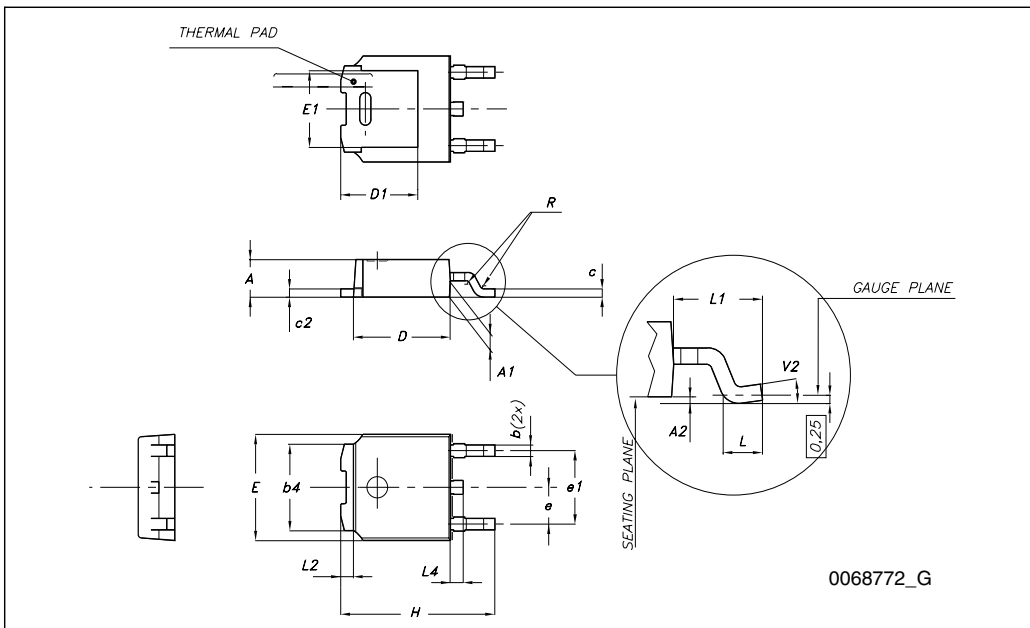 THERMAL PAD
E1
D1
R
A
c
c2
D
A1
L1
GAUGE PLANE
V2
A2
L
0,25
SEATING PLANE
b(2x)
E
b4
e
e1
L2
L4
H
0068772_G